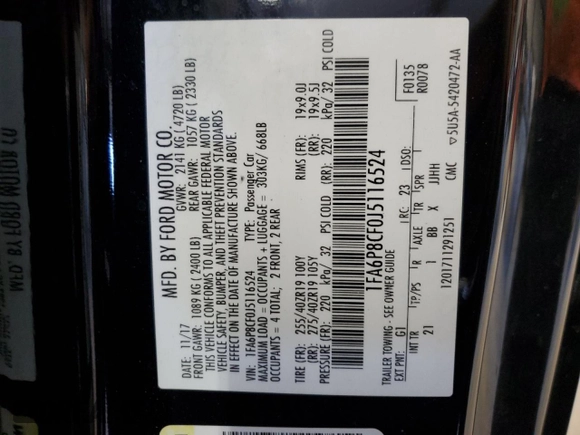 MFD. BY FORD MOTOR CO.
DATE: 11/17 GVWR: 2141 KG ( 4720 LB)
FRONT GAWR: 1089 KG ( 2400 LB) REAR GAWR: 1057 KG ( 2330 LB)
THIS VEHICLE CONFORMS TO ALL APPLICABLE FEDERAL MOTOR
VEHICLE SAFETY, BUMPER, AND THEFT PREVENTION STANDARDS
IN EFFECT ON THE DATE OF MANUFACTURE SHOWN ABOVE.
VIN: 1FA6P8CF0J5116524 TYPE: Passenger Car
MAXIMUM LOAD = OCCUPANTS + LUGGAGE = 303KG/ 668LB
OCCUPANTS = 4 TOTAL: 2 FRONT, 2 REAR
TIRE (FR): 255/40ZR19 100Y RIMS (FR): 19x9.0J
(RR): 275/40ZR19 105Y (RR): 19x9.5J
PRESSURE (FR): 220 kPa/ 32 PSI COLD (RR): 220 kPa/ 32 PSI COLD
1FA6P8CF0J5116524
TRAILER TOWING - SEE OWNER GUIDE
F0135
EXT PNT: G1 RC: 23 DSO:
R0078
INT TR TP/PS R AXLE TR SPR
21 1 BB X JJHH
1201711291251 CMC
5U5A-5420472-AA